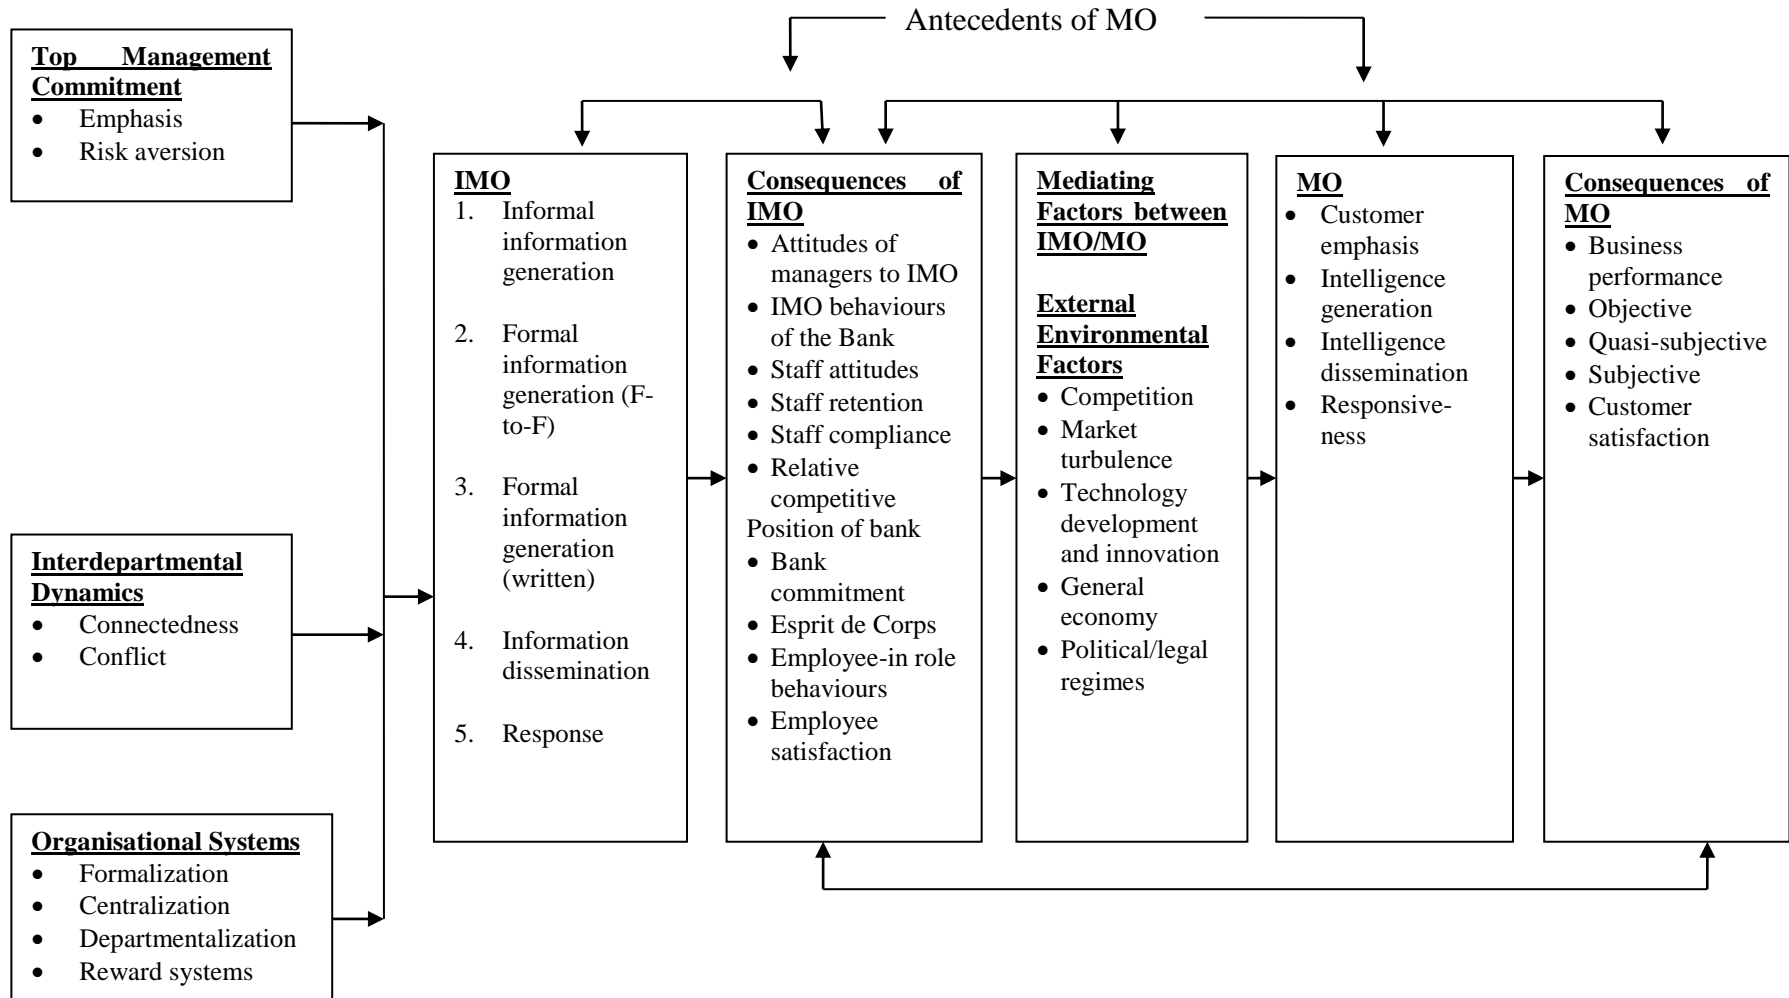 Antecedents of MO
Top Management
Commitment
• Emphasis
• Risk aversion
Interdepartmental
Dynamics
• Connectedness
• Conflict
Organisational Systems
• Formalization
• Centralization
• Departmentalization
• Reward systems
IMO
1. Informal
information
generation
2. Formal
information
generation (F-
to-F)
3. Formal
information
generation
(written)
4. Information
dissemination
5. Response
Consequences of
IMO
• Attitudes of
managers to IMO
• IMO behaviours
of the Bank
• Staff attitudes
• Staff retention
• Staff compliance
• Relative
competitive
Position of bank
• Bank
commitment
• Esprit de Corps
• Employee-in role
behaviours
• Employee
satisfaction
Mediating
Factors between
IMO/MO
External
Environmental
Factors
• Competition
• Market
turbulence
• Technology
development
and innovation
• General
economy
• Political/legal
regimes
MO
• Customer
emphasis
• Intelligence
generation
• Intelligence
dissemination
• Responsive-
ness
Consequences of
MO
• Business
performance
• Objective
• Quasi-subjective
• Subjective
• Customer
satisfaction